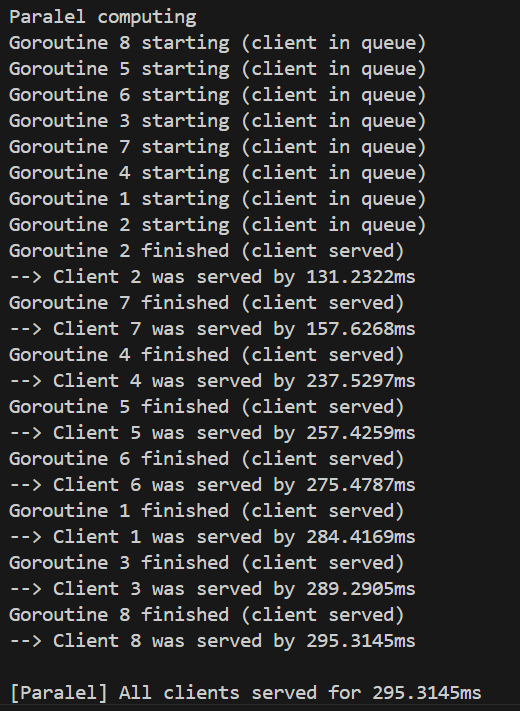 Paralel computing
Goroutine 8 starting (client in queue)
Goroutine 5 starting (client in queue)
Goroutine 6 starting (client in queue)
Goroutine 3 starting (client in queue)
Goroutine 7 starting (client in queue)
Goroutine 4 starting (client in queue)
Goroutine 1 starting (client in queue)
Goroutine 2 starting (client in queue)
Goroutine 2 finished (client served)
--> Client 2 was served by 131.2322ms
Goroutine 7 finished (client served)
--> Client 7 was served by 157.6268ms
Goroutine 4 finished (client served)
--> Client 4 was served by 237.5297ms
Goroutine 5 finished (client served)
--> Client 5 was served by 257.4259ms
Goroutine 6 finished (client served)
--> Client 6 was served by 275.4787ms
Goroutine 1 finished (client served)
--> Client 1 was served by 284.4169ms
Goroutine 3 finished (client served)
--> Client 3 was served by 289.2905ms
Goroutine 8 finished (client served)
--> Client 8 was served by 295.3145ms
[Paralel] All clients served for 295.3145ms